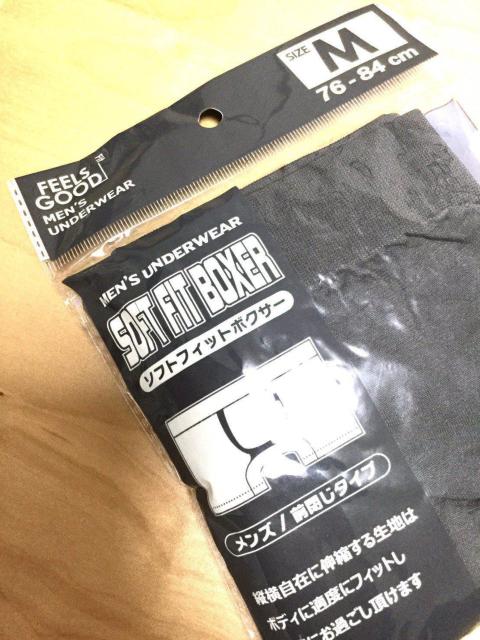 SIZE
M
76-84 cm
FEELS
GOOD
MEN'S
UNDERWEAR
MEN'S UNDERWEAR
SOFT FIT BOXER
ソフトフィットボクサー
メンズ/前閉じタイプ
縦横自在に伸縮する生地は
ボディに適度にフィットし
にお過ごし頂けます